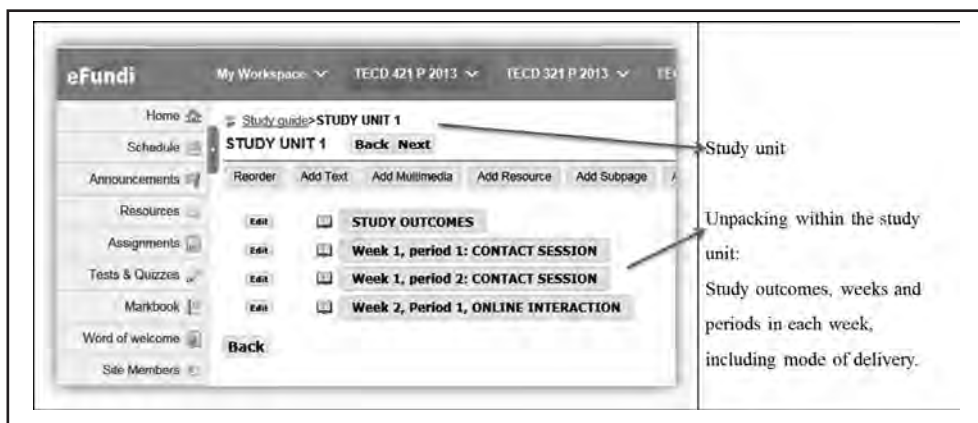 eFundi
My Workspace TECD 421 P 2013 TECD 321 P 2013
Home
Schedule
Announcements
Resources
Assignments
Tests & Quizzes
Markbook
Word of welcome
Site Members
Study guide>STUDY UNIT 1
STUDY UNIT 1 Back Next
Reorder Add Text Add Multimedia Add Resource Add Subpage
Edit STUDY OUTCOMES
Edit Week 1, period 1: CONTACT SESSION
Edit Week 1, period 2: CONTACT SESSION
Edit Week 2, Period 1, ONLINE INTERACTION
Back
Study unit
Unpacking within the study
unit:
Study outcomes, weeks and
periods in each week,
including mode of delivery.